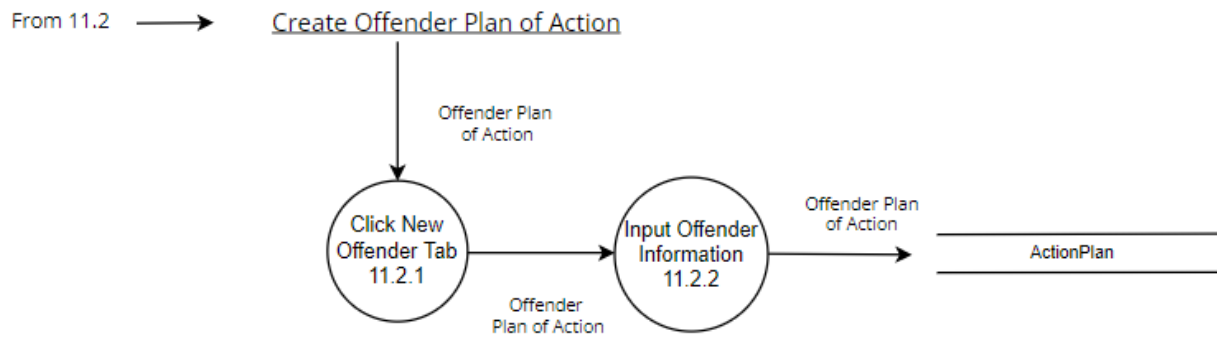 From 11.2
Create Offender Plan of Action
Offender Plan
of Action
Click New
Offender Tab
11.2.1
Offender
Plan of Action
Input Offender
Information
11.2.2
Offender Plan
of Action
ActionPlan